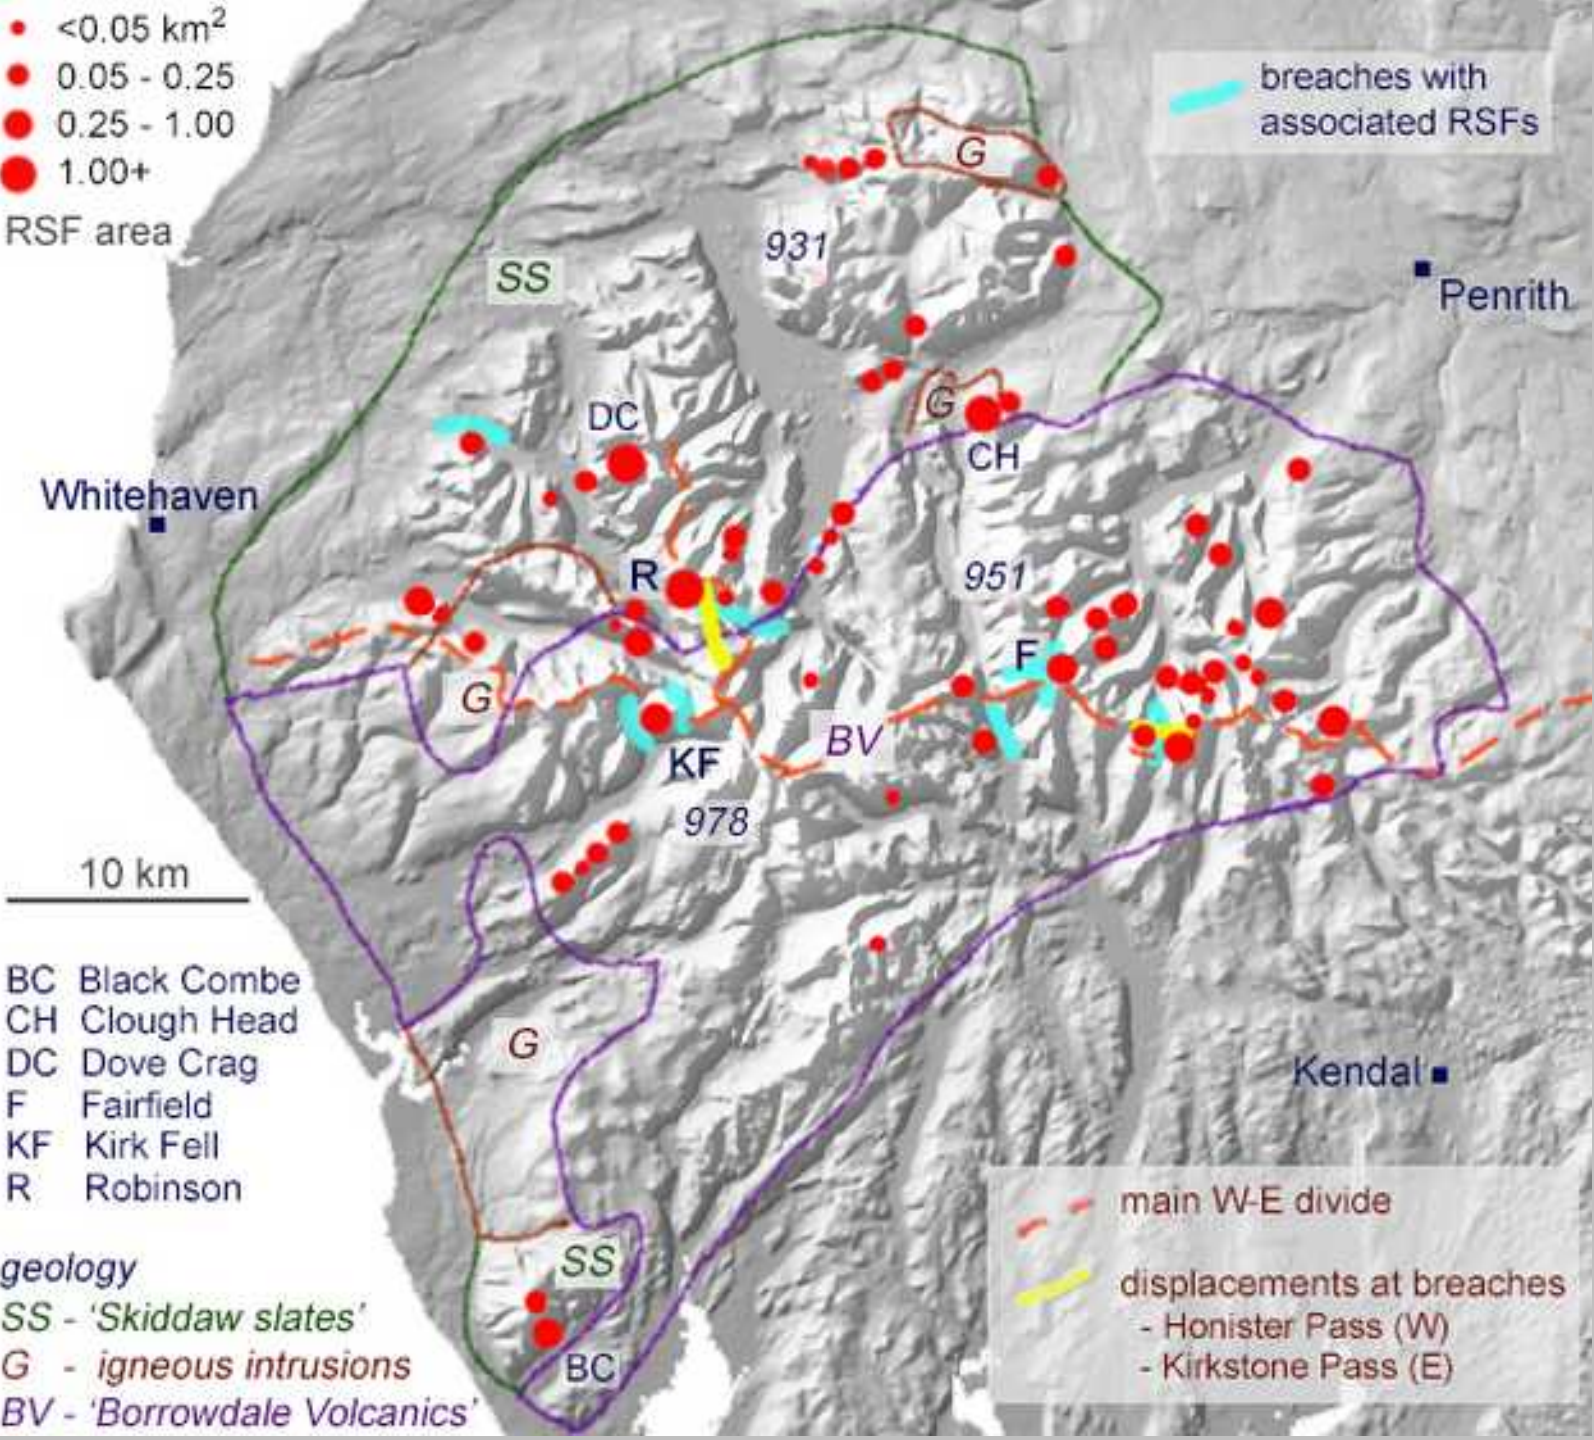 <0.05 km²
0.05 - 0.25
0.25 - 1.00
1.00+
RSF area
breaches with
associated RSFs
G
931
SS
Penrith
G
DC
CH
Whitehaven
R
951
F
G
BV
KF
978
10 km
BC Black Combe
CH Clough Head
DC Dove Crag
F Fairfield
KF Kirk Fell
R Robinson
G
Kendal
main W-E divide
displacements at breaches
- Honister Pass (W)
- Kirkstone Pass (E)
SS
BC
geology
SS - 'Skiddaw slates'
G - igneous intrusions
BV - 'Borrowdale Volcanics'